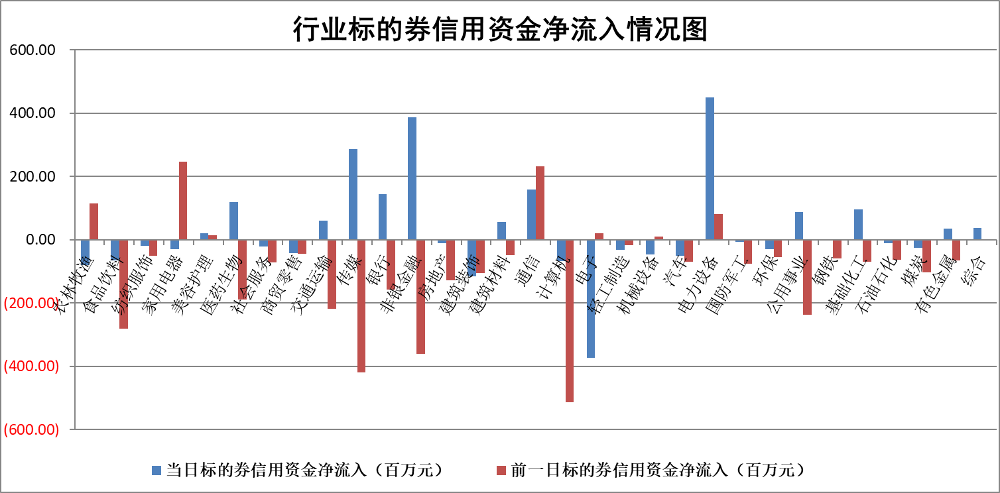 行业标的券信用资金净流入情况图
600.00
400.00
200.00
0.00
(200.00)
(400.00)
(600.00)
农林牧渔
食品饮料
纺织服饰
家用电器
美容护理
医药生物
社会服务
商贸零售
交通运输
传媒
银行
非银金融
房地产
建筑装饰
建筑材料
通信
计算机
电子
轻工制造
机械设备
汽车
电力设备
国防军工
环保
公用事业
钢铁
基础化工
石油石化
煤炭
有色金属
综合
当日标的券信用资金净流入（百万元）
前一日标的券信用资金净流入（百万元）